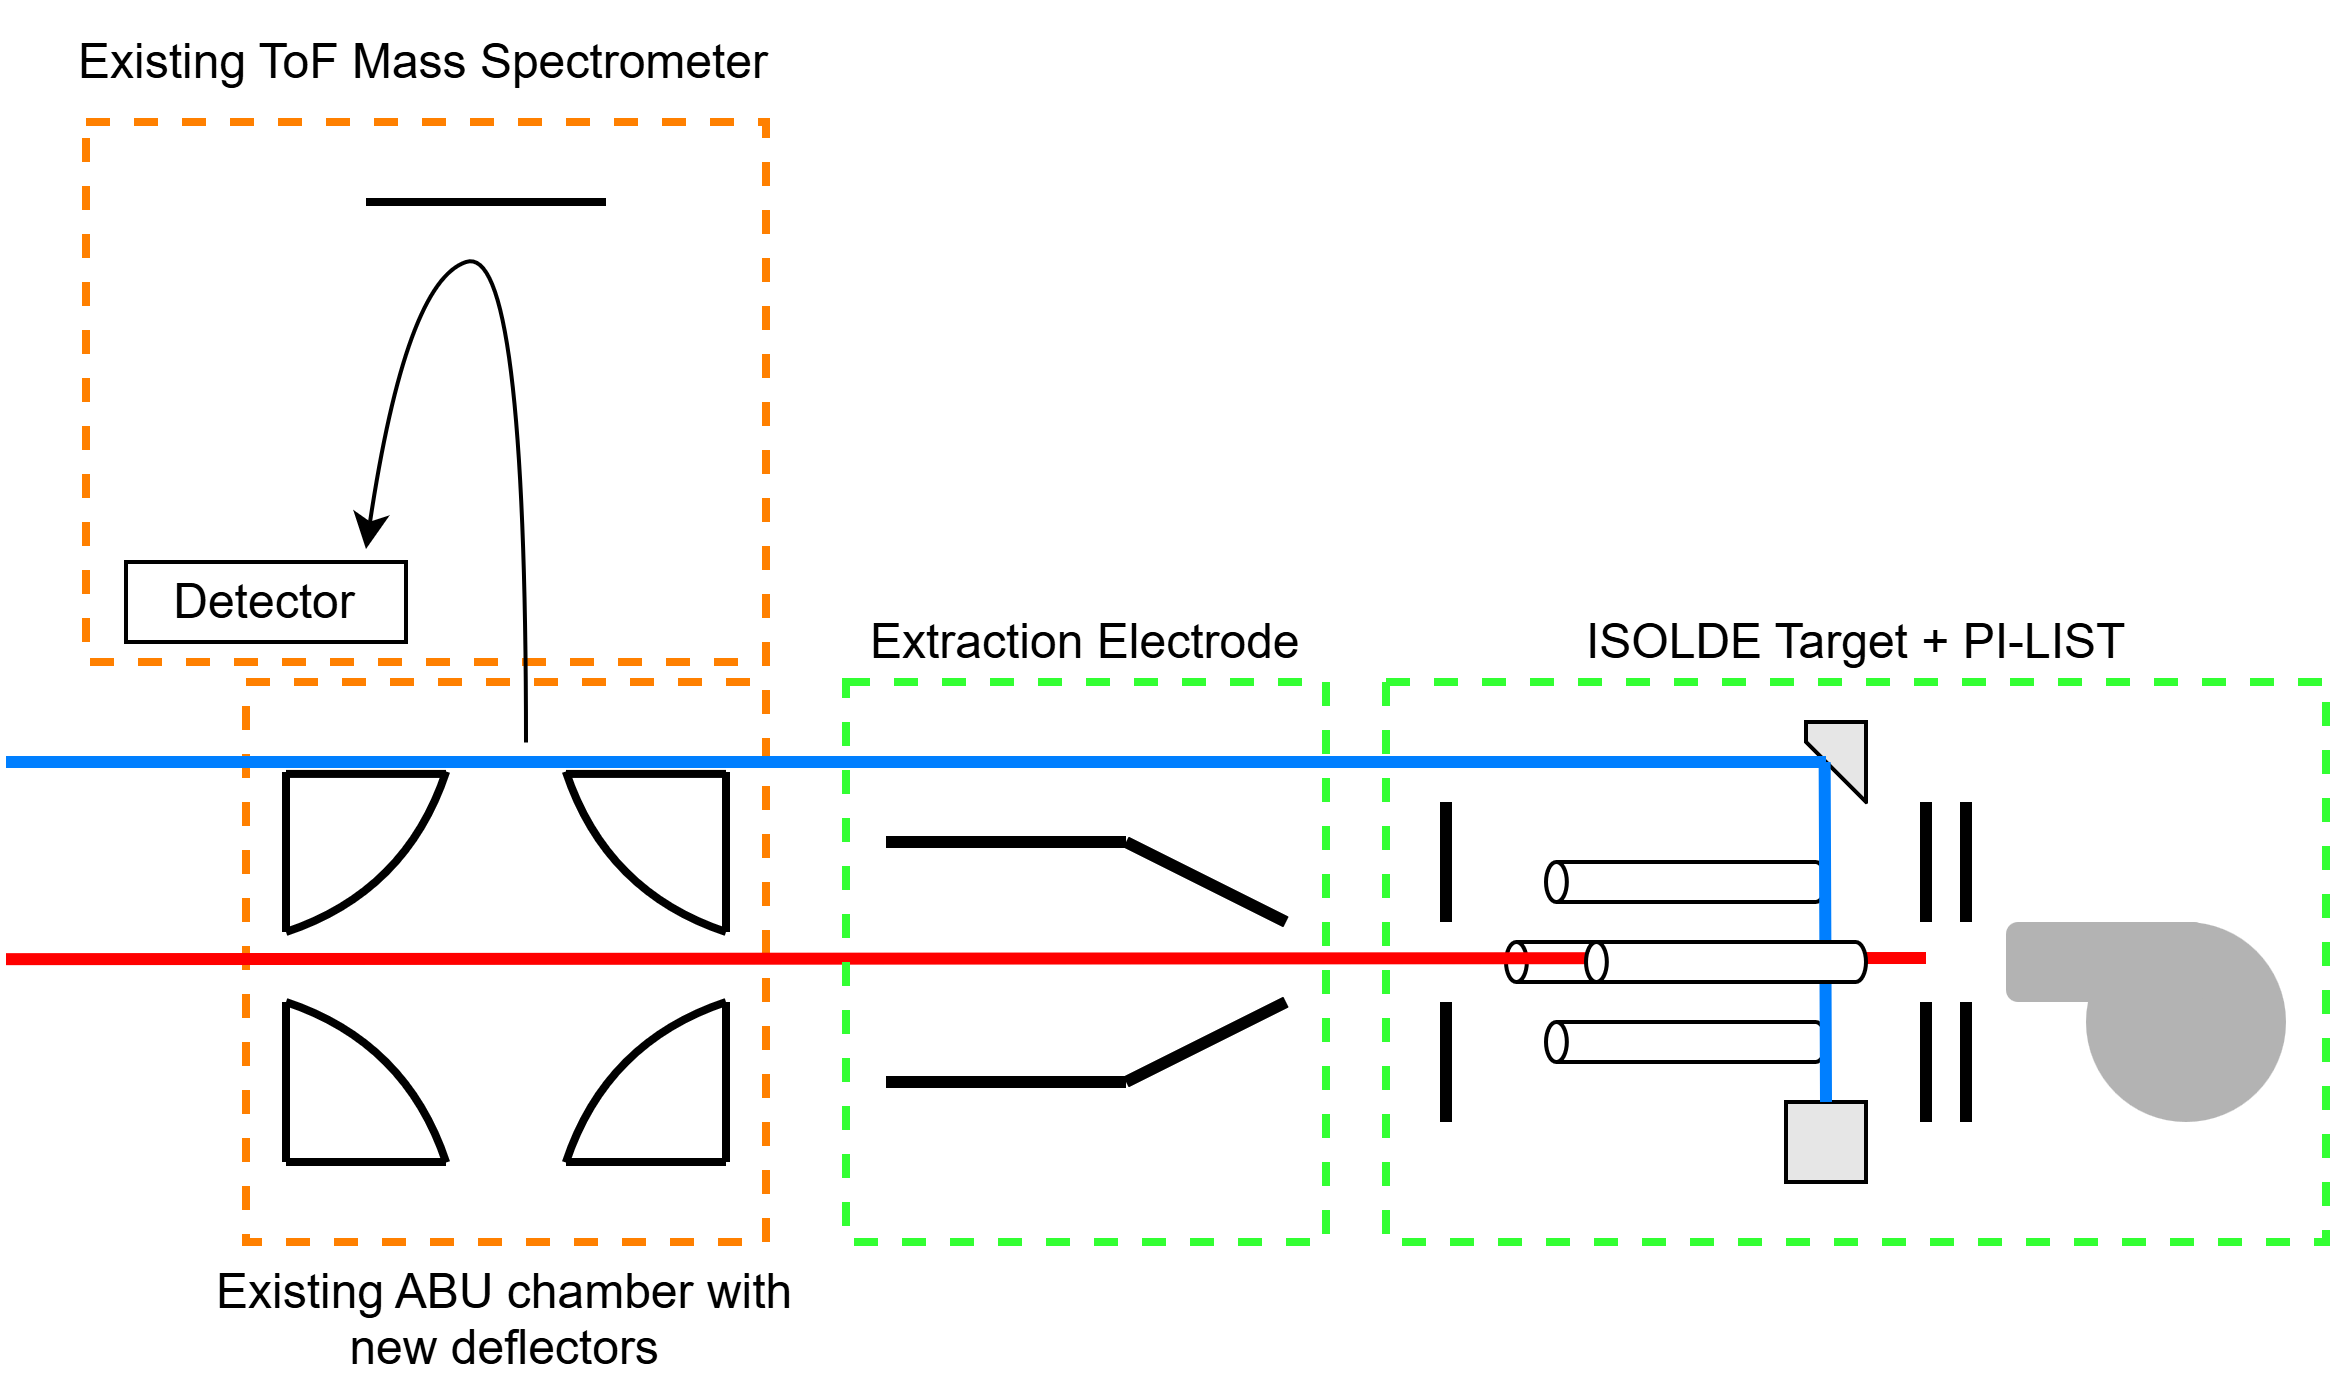 Existing ToF Mass Spectrometer
Detector
Extraction Electrode
ISOLDE Target + PI-LIST
Existing ABU chamber with
new deflectors